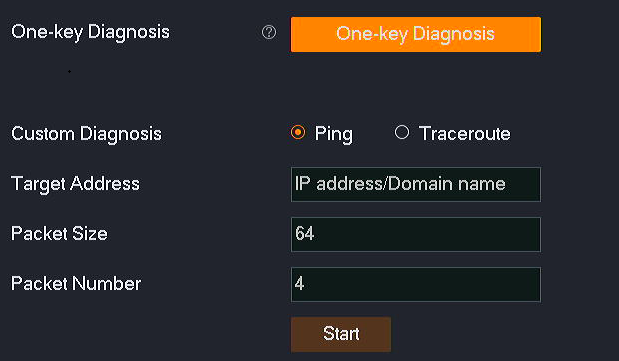 One-key Diagnosis ? One-key Diagnosis
Custom Diagnosis Ping Traceroute
Target Address IP address/Domain name
Packet Size 64
Packet Number 4
Start